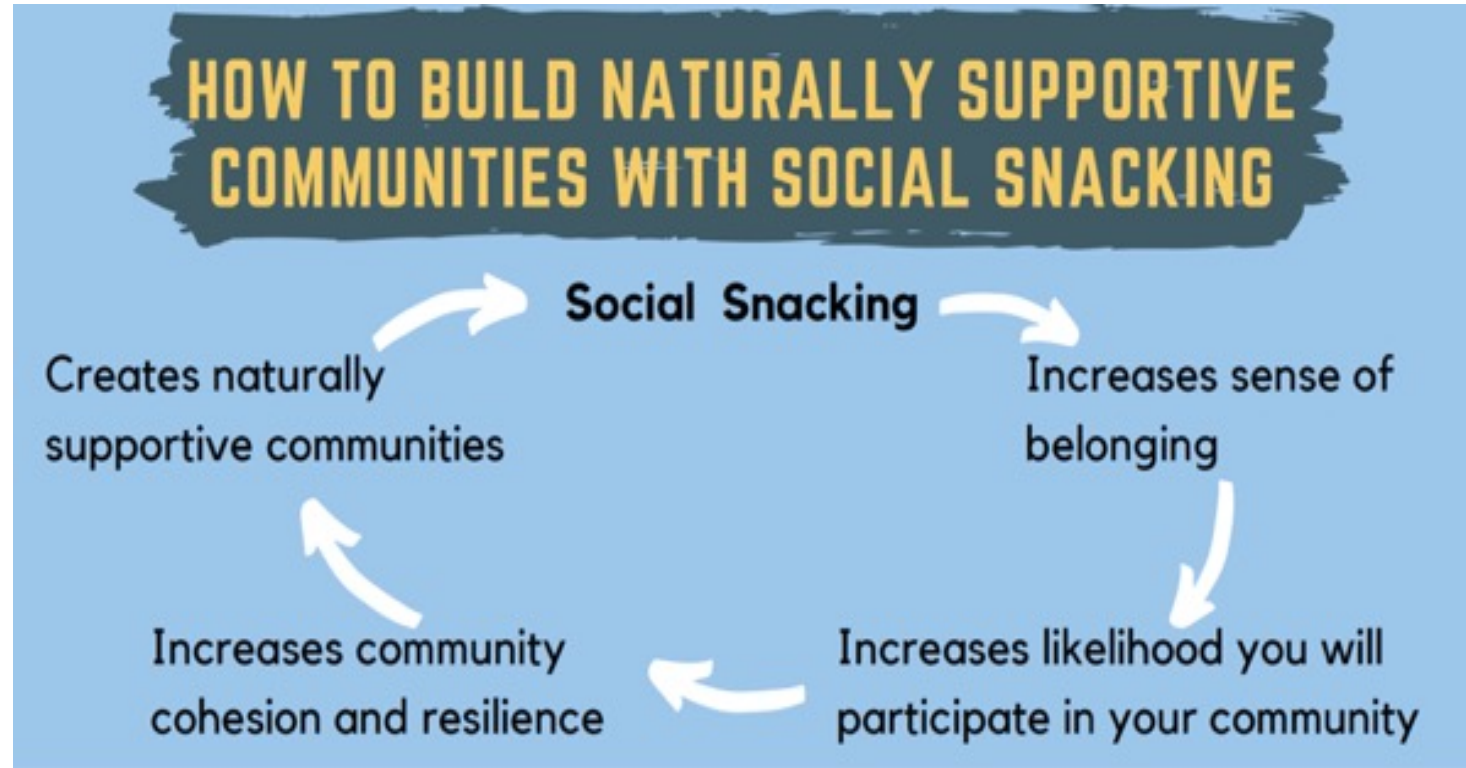 HOW TO BUILD NATURALLY SUPPORTIVE
COMMUNITIES WITH SOCIAL SNACKING
Social Snacking
Increases sense of
belonging
Increases likelihood you will
participate in your community
Increases community
cohesion and resilience
Creates naturally
supportive communities